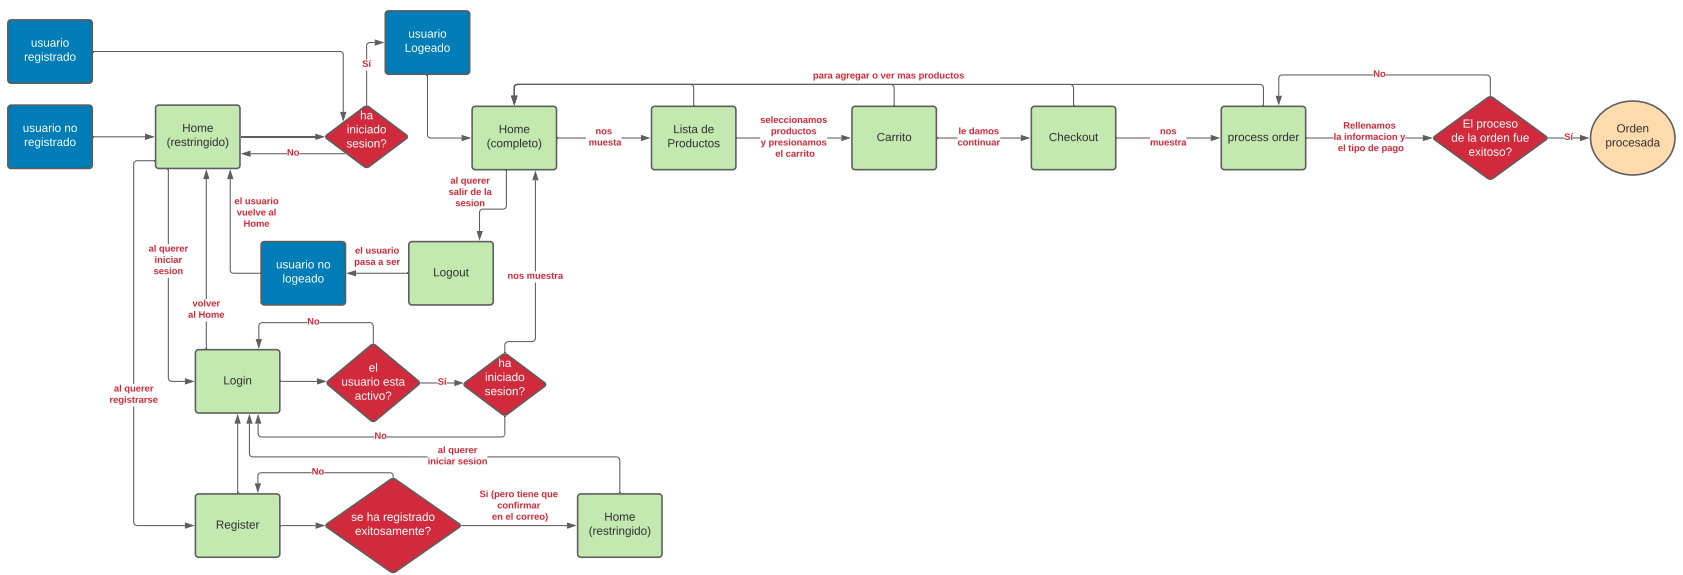 usuario
registrado
usuario no
registrado
Home
(restringido)
ha
iniciado
sesion?
Sí
No
usuario
Logeado
para agregar o ver mas productos
Home
(completo)
nos
muesta
Lista de
Productos
seleccionamos
productos
y presionamos
el carrito
Carrito
le damos
continuar
Checkout
nos
muestra
process order
No
Rellenamos
la informacion y
el tipo de pago
El proceso
de la orden fue
exitoso?
Sí
Orden
procesada
al querer
salir de la
sesion
el usuario
vuelve al
Home
al querer
iniciar
sesion
usuario no
logeado
el usuario
pasa a ser
Logout
nos muestra
volver
al Home
No
Login
el
usuario esta
activo?
Sí
ha
iniciado
sesion?
al querer
registrarse
No
al querer
iniciar sesion
No
Register
se ha registrado
exitosamente?
Si (pero tiene que
confirmar
en el correo)
Home
(restringido)